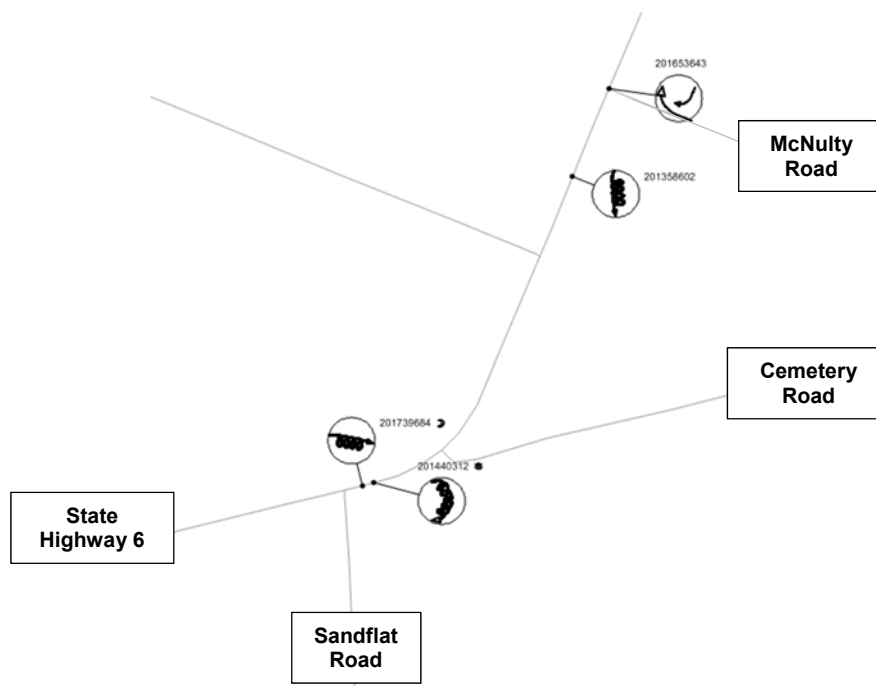 201653643
McNulty
Road
201358602
Cemetery
Road
201739684
201440312
State
Highway 6
Sandflat
Road